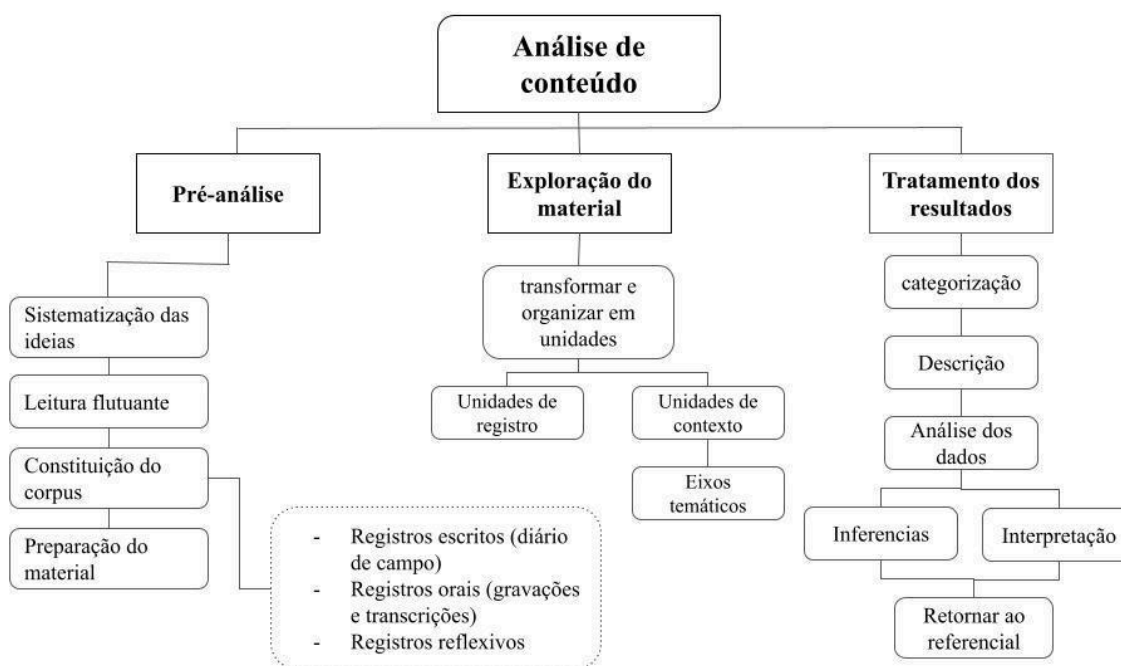 Análise de
conteúdo
Pré-análise
Exploração do
material
Tratamento dos
resultados
Sistematização das
ideias
Leitura flutuante
Constituição do
corpus
Preparação do
material
- Registros escritos (diário
de campo)
- Registros orais (gravações
e transcrições)
- Registros reflexivos
transformar e
organizar em
unidades
Unidades de
registro
Unidades de
contexto
Eixos
temáticos
categorização
Descrição
Análise dos
dados
Inferencias
Interpretação
Retornar ao
referencial